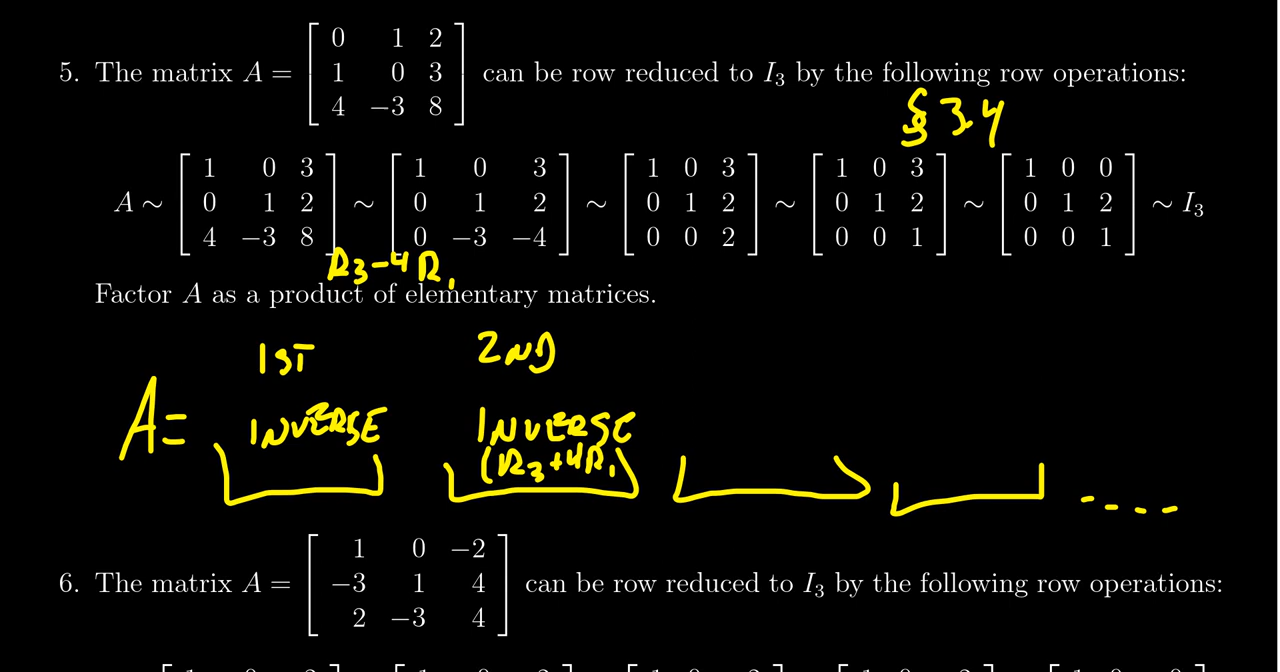 5. The matrix A = [ 0 1 2 ; 1 0 3 ; 4 −3 8 ] can be row reduced to I₃ by the following row operations:
§ 3.4
A ∼ [ 1 0 3 ; 0 1 2 ; 4 −3 8 ] ∼ [ 1 0 3 ; 0 1 2 ; 0 −3 −4 ] ∼ [ 1 0 3 ; 0 1 2 ; 0 0 2 ] ∼ [ 1 0 3 ; 0 1 2 ; 0 0 1 ] ∼ [ 1 0 0 ; 0 1 2 ; 0 0 1 ] ∼ I₃
R₃−4R₁
Factor A as a product of elementary matrices.
1ST 2ND
A= INVERSE INVERSE
(R₃+4R₁)
6. The matrix A = [ 1 0 −2 ; −3 1 4 ; 2 −3 4 ] can be row reduced to I₃ by the following row operations: